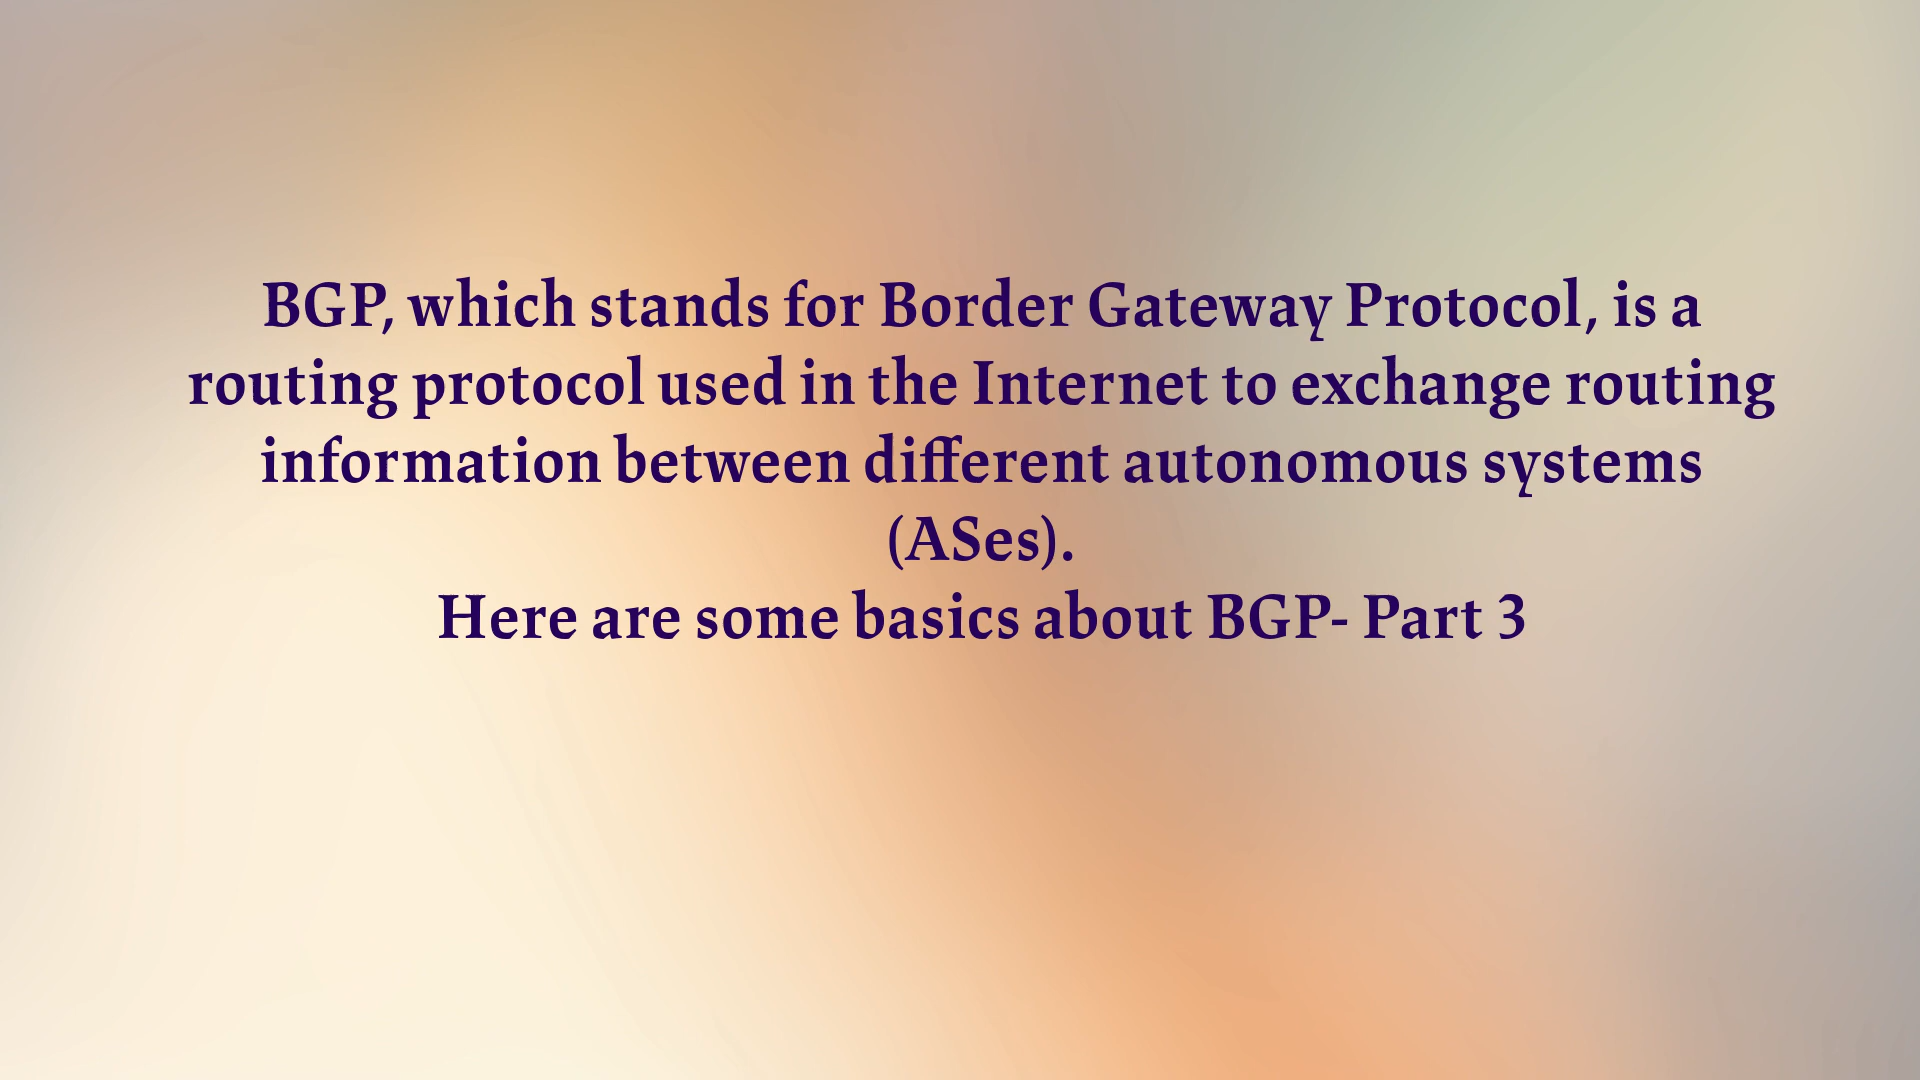 BGP, which stands for Border Gateway Protocol, is a
routing protocol used in the Internet to exchange routing
information between different autonomous systems
(ASes).
Here are some basics about BGP- Part 3